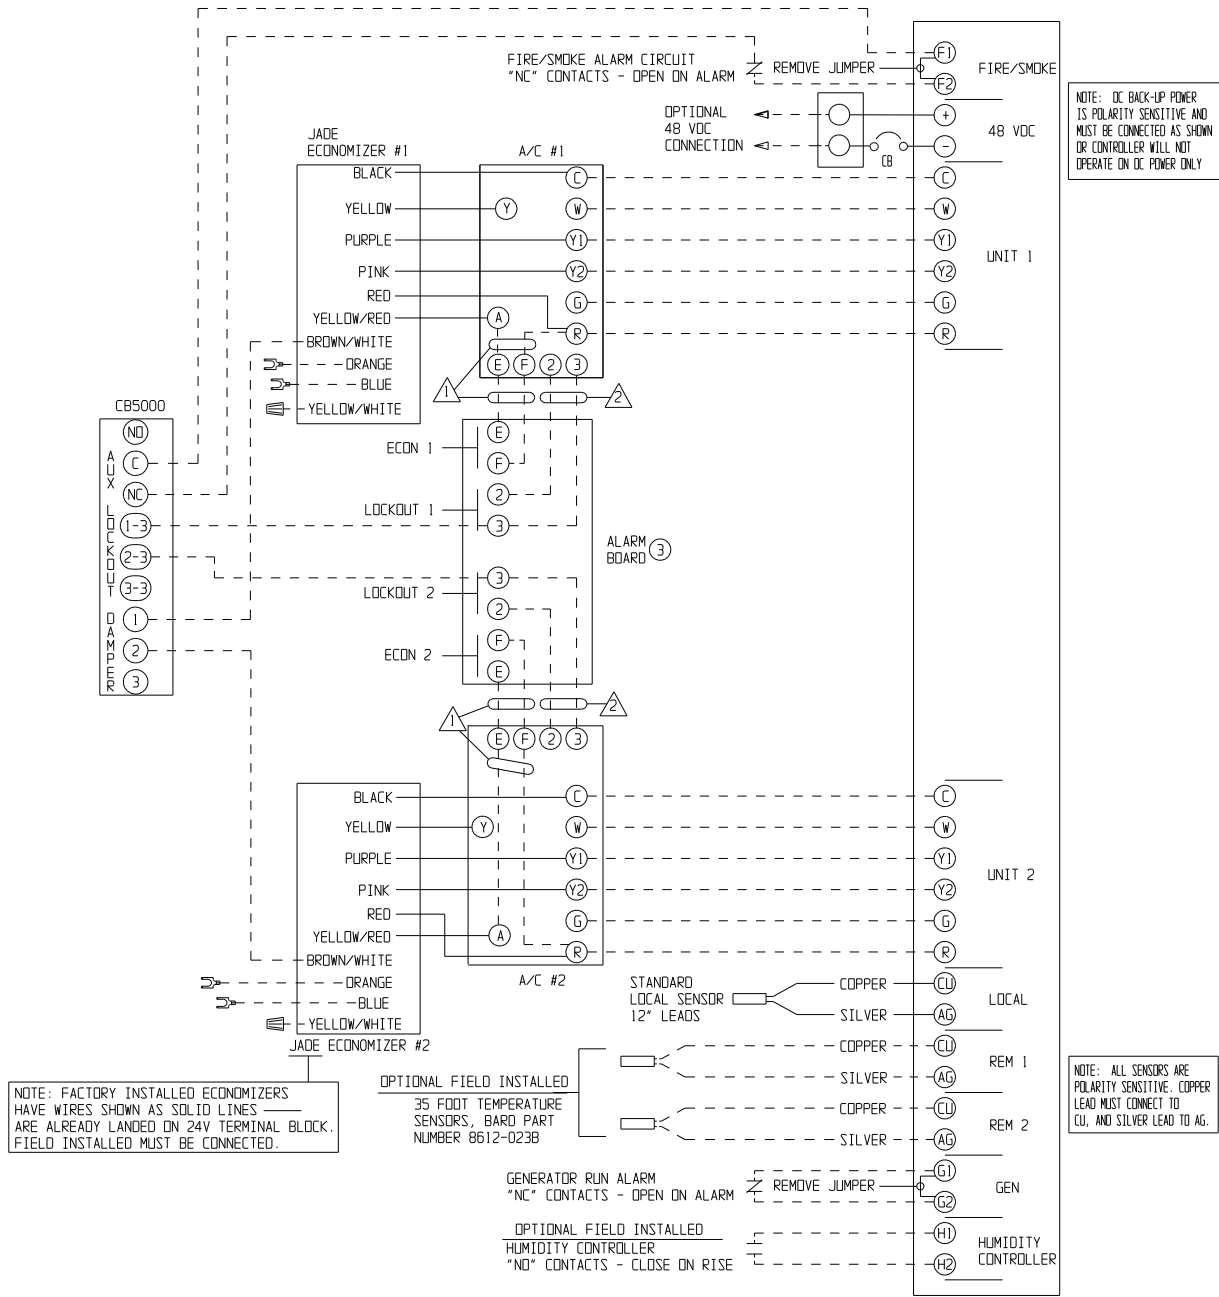 FIRE/SMOKE ALARM CIRCUIT
"NC" CONTACTS - OPEN ON ALARM
REMOVE JUMPER
F1
F2
FIRE/SMOKE
OPTIONAL
48 VDC
CONNECTION
CB
+
-
48 VDC
NOTE: DC BACK-UP POWER
IS POLARITY SENSITIVE AND
MUST BE CONNECTED AS SHOWN
OR CONTROLLER WILL NOT
OPERATE ON DC POWER ONLY
JADE
ECONOMIZER #1
BLACK
YELLOW
PURPLE
PINK
RED
YELLOW/RED
BROWN/WHITE
ORANGE
BLUE
YELLOW/WHITE
A/C #1
Y
A
C
W
Y1
Y2
G
R
E
F
2
3
C
W
Y1
Y2
G
R
UNIT 1
1
2
CB5000
AUX
LOCKOUT
DAMPER
NO
C
NC
1-3
2-3
3-3
1
2
3
ECON 1
LOCKOUT 1
LOCKOUT 2
ECON 2
E
F
2
3
3
2
F
E
ALARM
BOARD
3
1
2
E
F
2
3
C
W
Y1
Y2
G
R
Y
A
A/C #2
BLACK
YELLOW
PURPLE
PINK
RED
YELLOW/RED
BROWN/WHITE
ORANGE
BLUE
YELLOW/WHITE
JADE ECONOMIZER #2
C
W
Y1
Y2
G
R
UNIT 2
NOTE: FACTORY INSTALLED ECONOMIZERS
HAVE WIRES SHOWN AS SOLID LINES
ARE ALREADY LANDED ON 24V TERMINAL BLOCK.
FIELD INSTALLED MUST BE CONNECTED.
STANDARD
LOCAL SENSOR
12" LEADS
COPPER
SILVER
CU
AG
LOCAL
OPTIONAL FIELD INSTALLED
35 FOOT TEMPERATURE
SENSORS, BARD PART
NUMBER 8612-023B
COPPER
SILVER
CU
AG
REM 1
COPPER
SILVER
CU
AG
REM 2
NOTE: ALL SENSORS ARE
POLARITY SENSITIVE. COPPER
LEAD MUST CONNECT TO
CU, AND SILVER LEAD TO AG.
GENERATOR RUN ALARM
"NC" CONTACTS - OPEN ON ALARM
REMOVE JUMPER
G1
G2
GEN
OPTIONAL FIELD INSTALLED
HUMIDITY CONTROLLER
"NO" CONTACTS - CLOSE ON RISE
H1
H2
HUMIDITY
CONTROLLER